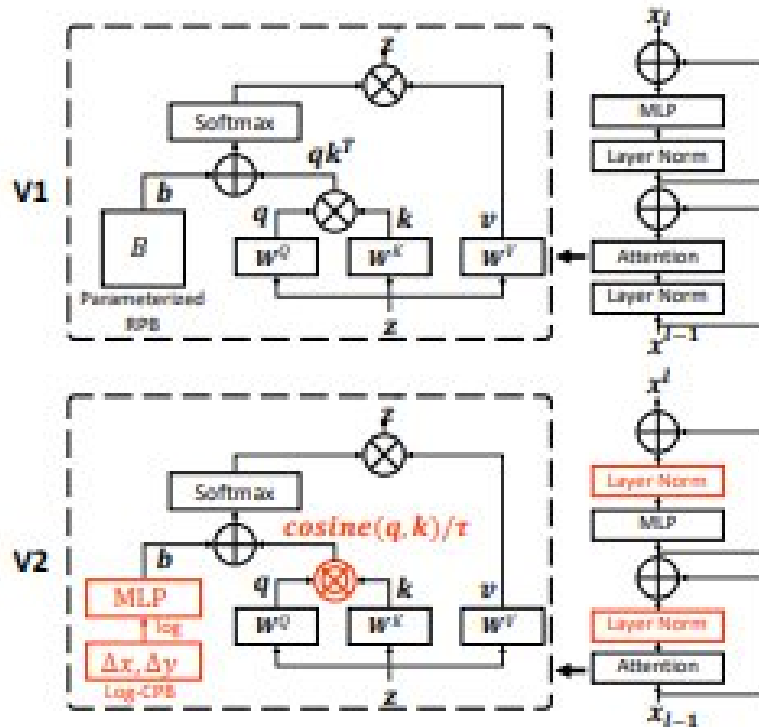 V1
z'
Softmax
qk^T
b
q
k
v
B
W^Q
W^K
W^V
Parameterized
RPB
z
x_l
MLP
Layer Norm
Attention
Layer Norm
x^{l-1}
V2
z'
Softmax
cosine(q,k)/τ
b
q
k
v
MLP
log
W^Q
W^K
W^V
Δx, Δy
Log-CPB
z
x^l
Layer Norm
MLP
Layer Norm
Attention
x_{l-1}